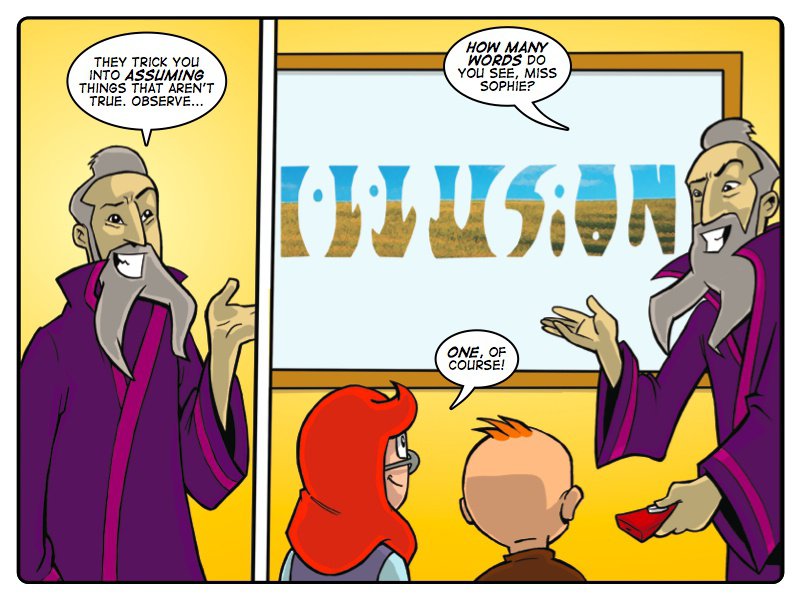 THEY TRICK YOU
INTO ASSUMING
THINGS THAT AREN'T
TRUE. OBSERVE...
HOW MANY
WORDS DO
YOU SEE, MISS
SOPHIE?
ILLUSION
ONE, OF
COURSE!